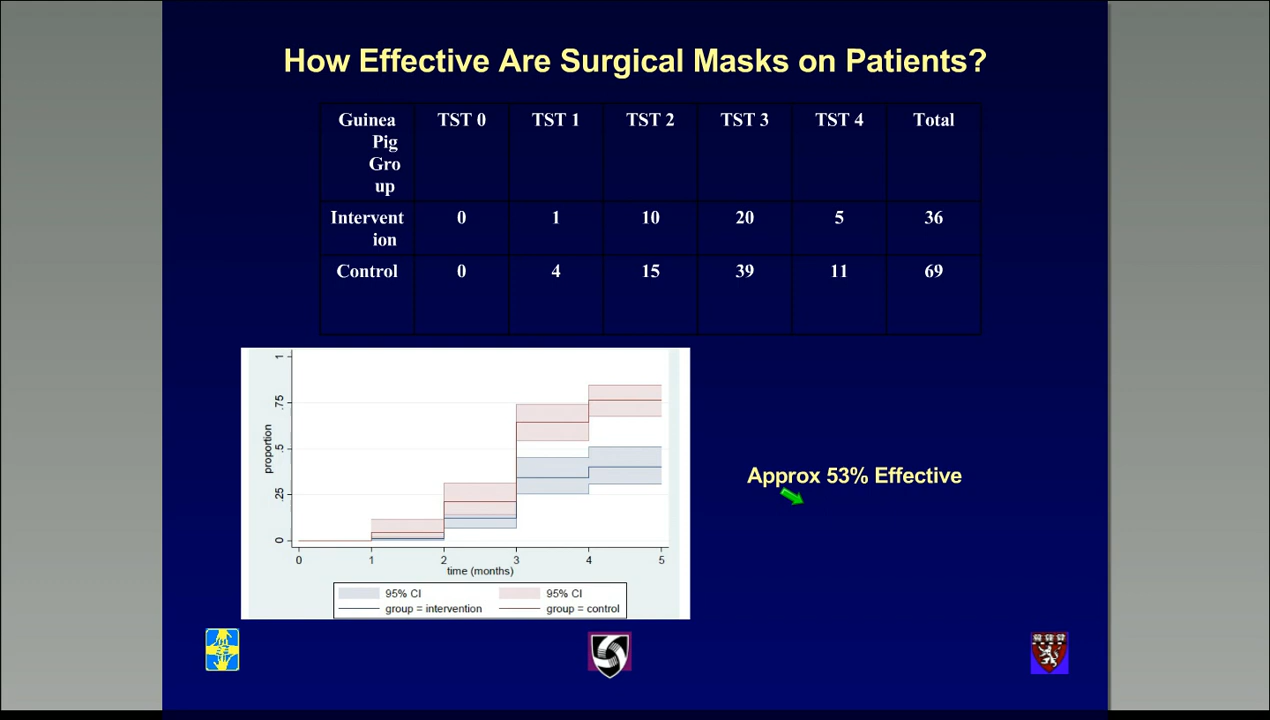 How Effective Are Surgical Masks on Patients?
Guinea
Pig
Gro
up
TST 0
TST 1
TST 2
TST 3
TST 4
Total
Intervent
ion
0
1
10
20
5
36
Control
0
4
15
39
11
69
proportion
1
.75
.5
.25
0
0
1
2
3
4
5
time (months)
95% CI
95% CI
group = intervention
group = control
Approx 53% Effective